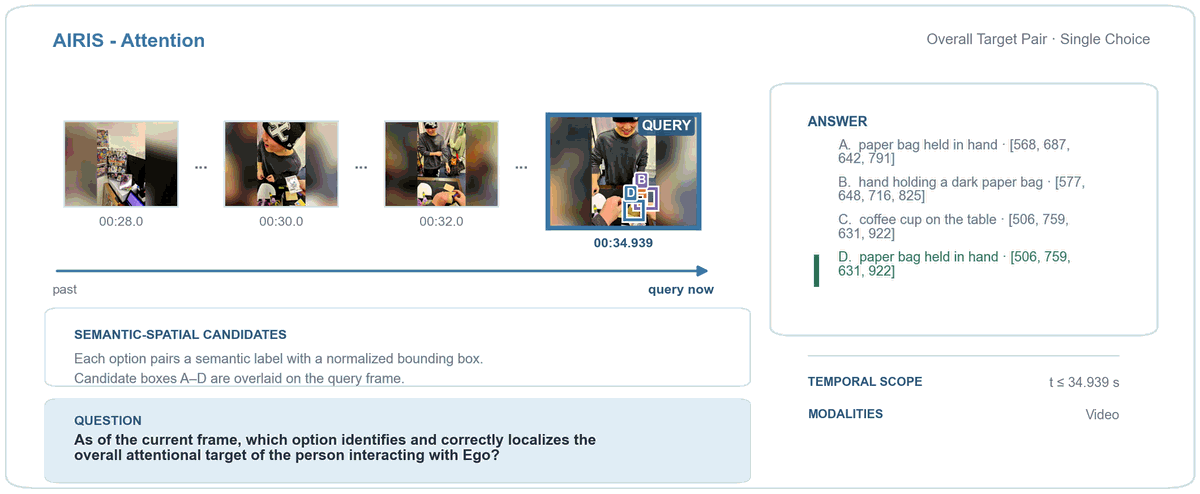 AIRIS - Attention
Overall Target Pair · Single Choice
QUERY
B
D
...
...
...
00:28.0
00:30.0
00:32.0
00:34.939
past
query now
SEMANTIC-SPATIAL CANDIDATES
Each option pairs a semantic label with a normalized bounding box.
Candidate boxes A–D are overlaid on the query frame.
QUESTION
As of the current frame, which option identifies and correctly localizes the
overall attentional target of the person interacting with Ego?
ANSWER
A. paper bag held in hand · [568, 687,
642, 791]
B. hand holding a dark paper bag · [577,
648, 716, 825]
C. coffee cup on the table · [506, 759,
631, 922]
D. paper bag held in hand · [506, 759,
631, 922]
TEMPORAL SCOPE
t ≤ 34.939 s
MODALITIES
Video